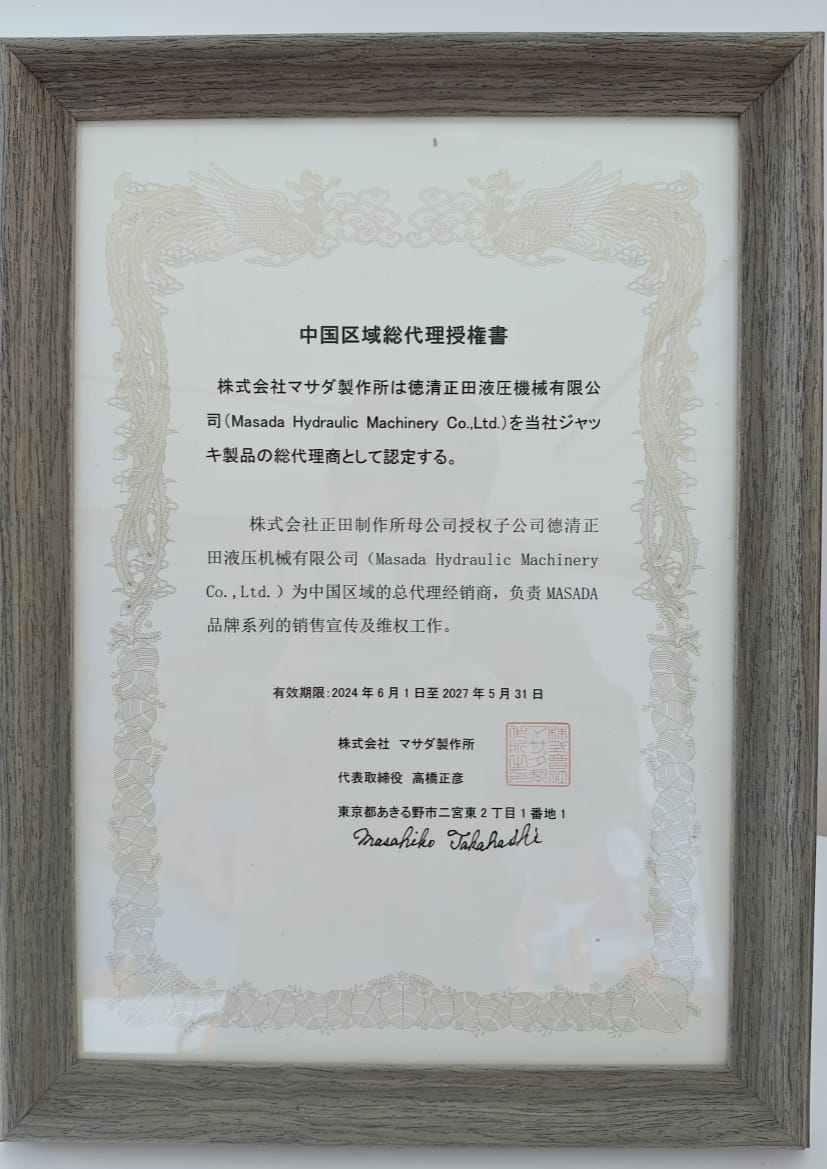 中国区域総代理授権書
株式会社マサダ製作所は徳清正田液圧機械有限公
司(Masada Hydraulic Machinery Co.,Ltd.)を当社ジャッ
キ製品の総代理商として認定する。
株式会社正田制作所母公司授权子公司德清正
田液压机械有限公司（Masada Hydraulic Machinery
Co.,Ltd.）为中国区域的总代理经销商，负责 MASADA
品牌系列的销售宣传及维权工作。
有効期限:2024 年 6 月 1 日至 2027 年 5 月 31 日
株式会社 マサダ製作所
代表取締役 高橋正彦
東京都あきる野市二宮東 2 丁目 1 番地 1
Masahiko Takahashi